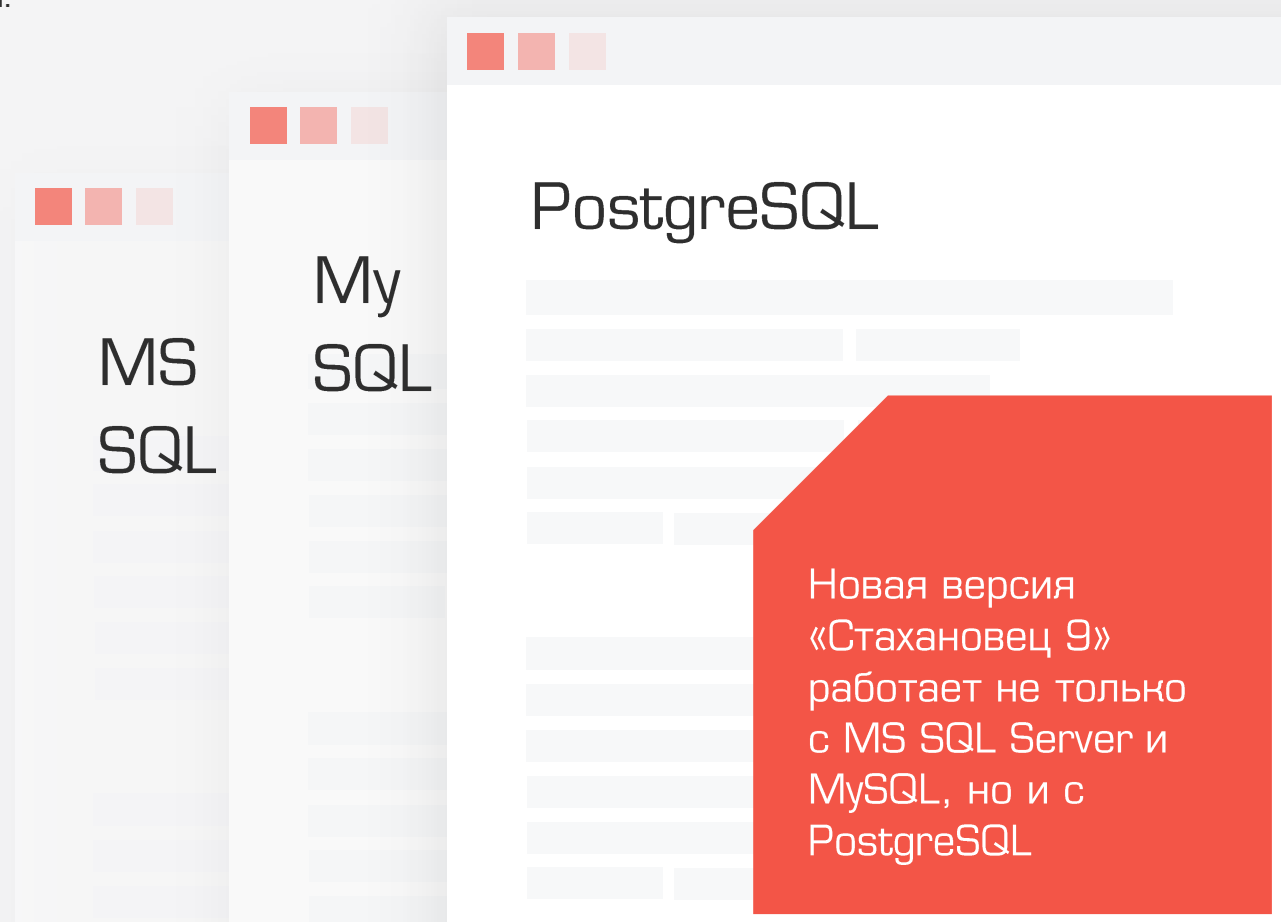 PostgreSQL
My
SQL
MS
SQL
Новая версия
«Стахановец 9»
работает не только
с MS SQL Server и
MySQL, но и с
PostgreSQL